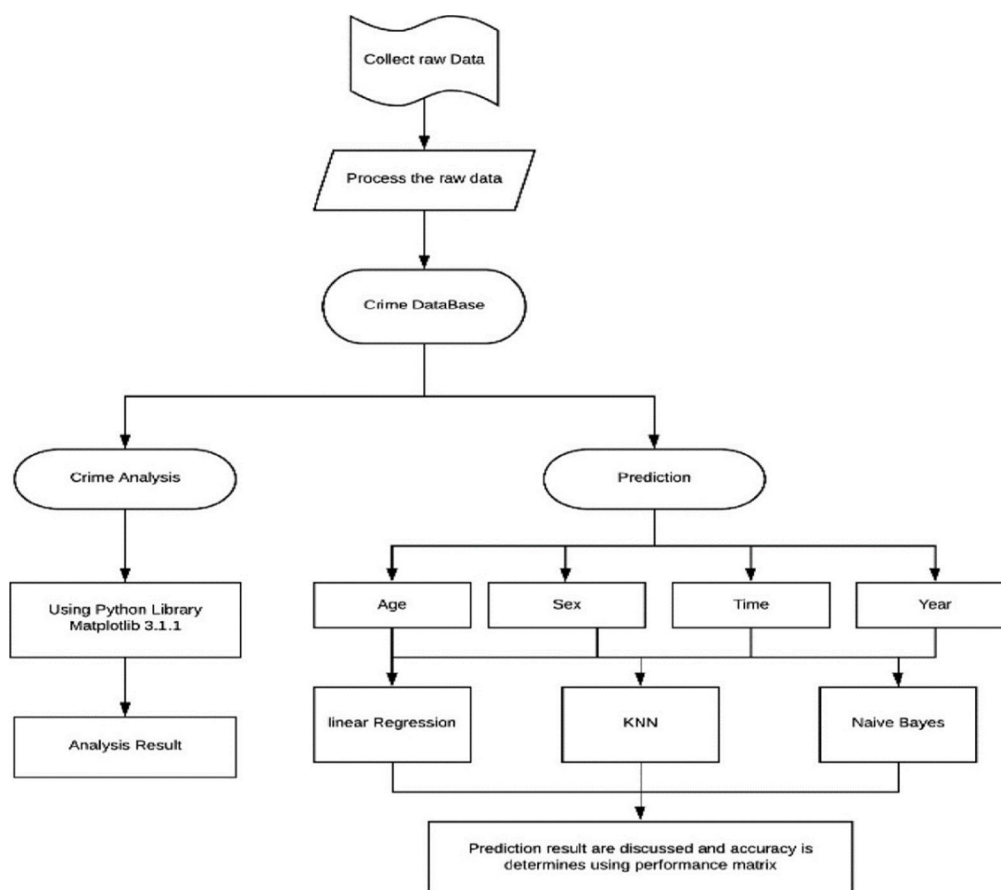 Collect raw Data
Process the raw data
Crime DataBase
Crime Analysis
Prediction
Using Python Library
Matplotlib 3.1.1
Age
Sex
Time
Year
Analysis Result
linear Regression
KNN
Naive Bayes
Prediction result are discussed and accuracy is
determines using performance matrix